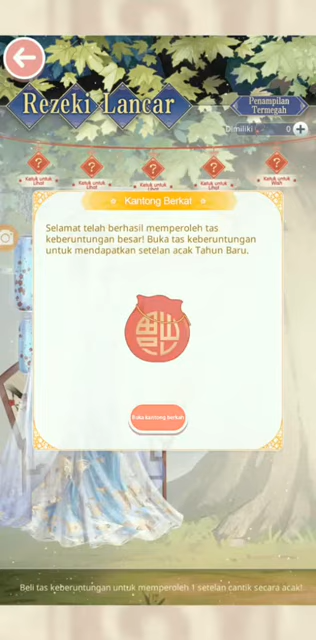 Rezeki Lancar
Penampilan
Termegah
Dimiliki
0
Ketuk untuk
Lihat
Ketuk untuk
Lihat
Ketuk untuk
Lihat
Ketuk untuk
Lihat
Ketuk untuk
Kantong Berkat
Selamat telah berhasil memperoleh tas
keberuntungan besar! Buka tas keberuntungan
untuk mendapatkan setelan acak Tahun Baru.
Buka kantong berkah
Beli tas keberuntungan untuk memperoleh 1 setelan cantik secara acak!